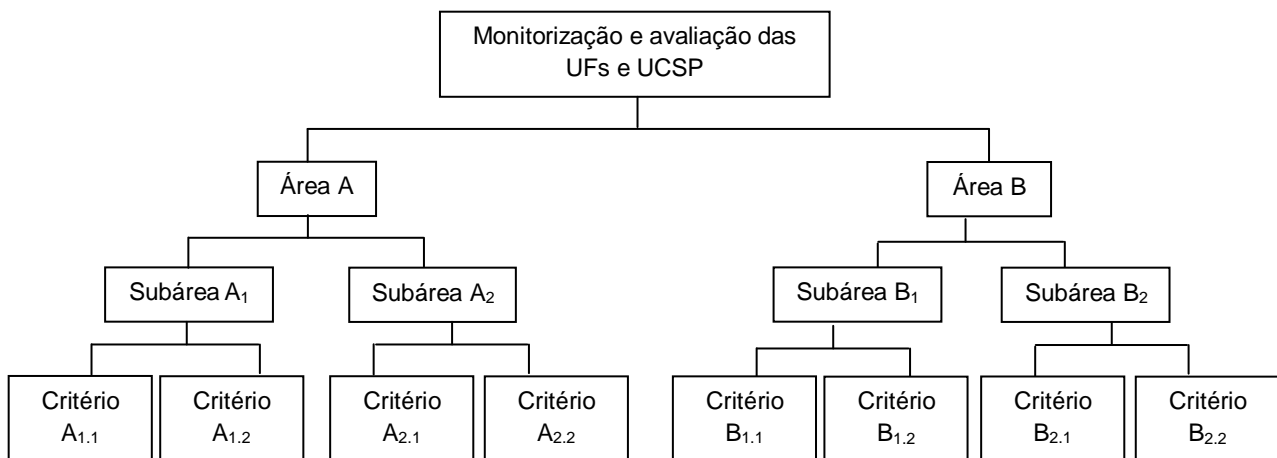 Monitorização e avaliação das
UFs e UCSP
Área A
Área B
Subárea A₁
Subárea A₂
Subárea B₁
Subárea B₂
Critério
A₁.₁
Critério
A₁.₂
Critério
A₂.₁
Critério
A₂.₂
Critério
B₁.₁
Critério
B₁.₂
Critério
B₂.₁
Critério
B₂.₂